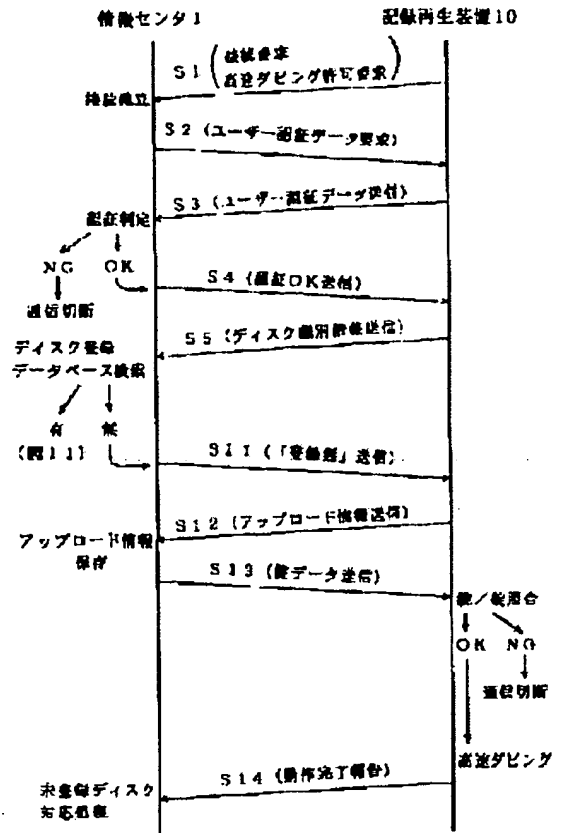 情報センタ1
記録再生装置10
S1
接続要求
高速ダビング許可要求
接続確立
S2(ユーザー認証データ要求)
S3(ユーザー認証データ送信)
認証判定
NG OK
通信切断
S4(認証OK送信)
S5(ディスク識別情報送信)
ディスク登録
データベース検索
有 無
(図11)
S11(「登録無」送信)
S12(アップロード情報送信)
アップロード情報
保存
S13(鍵データ送信)
鍵/錠照合
OK NG
通信切断
高速ダビング
S14(動作完了報告)
未登録ディスク
対応処理